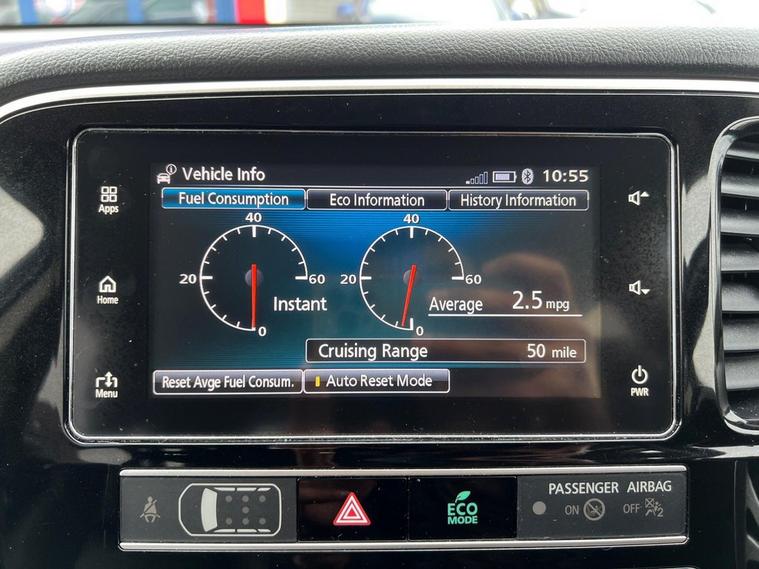 Vehicle Info
10:55
Fuel Consumption
Eco Information
History Information
Apps
Home
Menu
40
20
60
0
Instant
40
20
60
0
Average 2.5 mpg
Cruising Range 50 mile
Reset Avge Fuel Consum.
Auto Reset Mode
PWR
ECO
MODE
PASSENGER AIRBAG
ON OFF 2